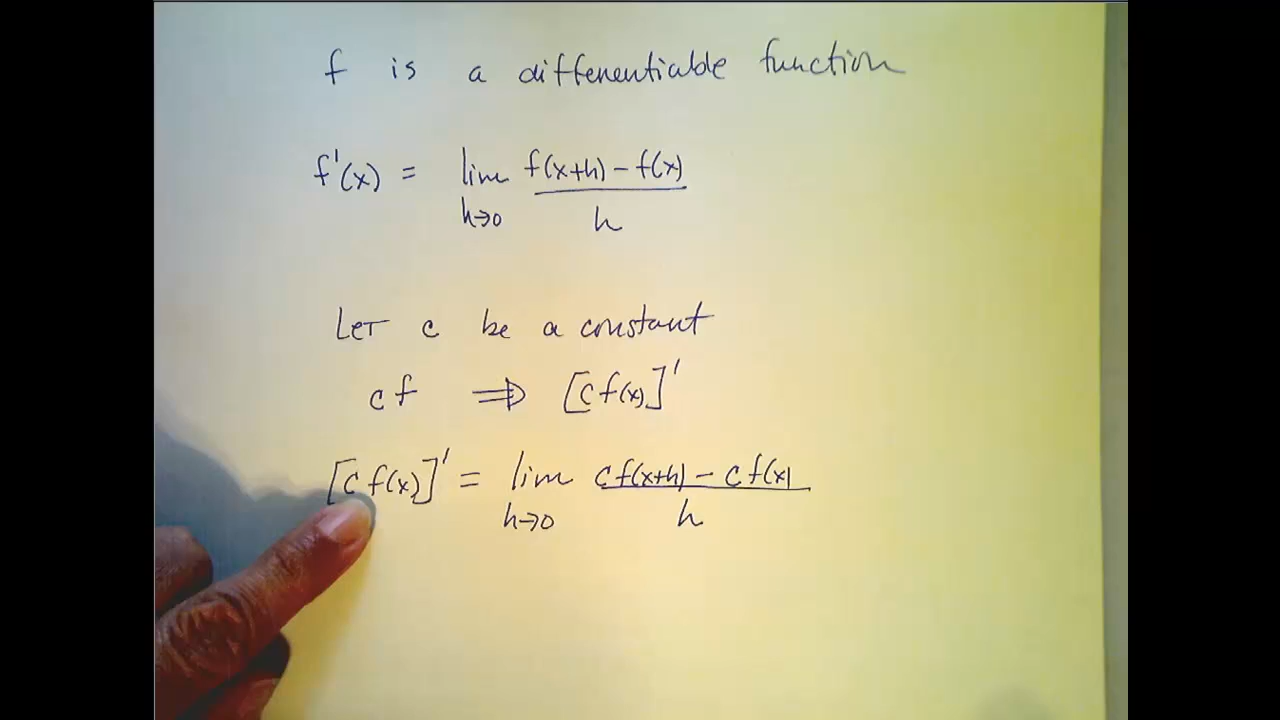 f is a differentiable function
f'(x) = lim h→0 f(x+h) - f(x) / h
Let c be a constant
cf ⇒ [cf(x)]'
[cf(x)]' = lim h→0 cf(x+h) - cf(x) / h